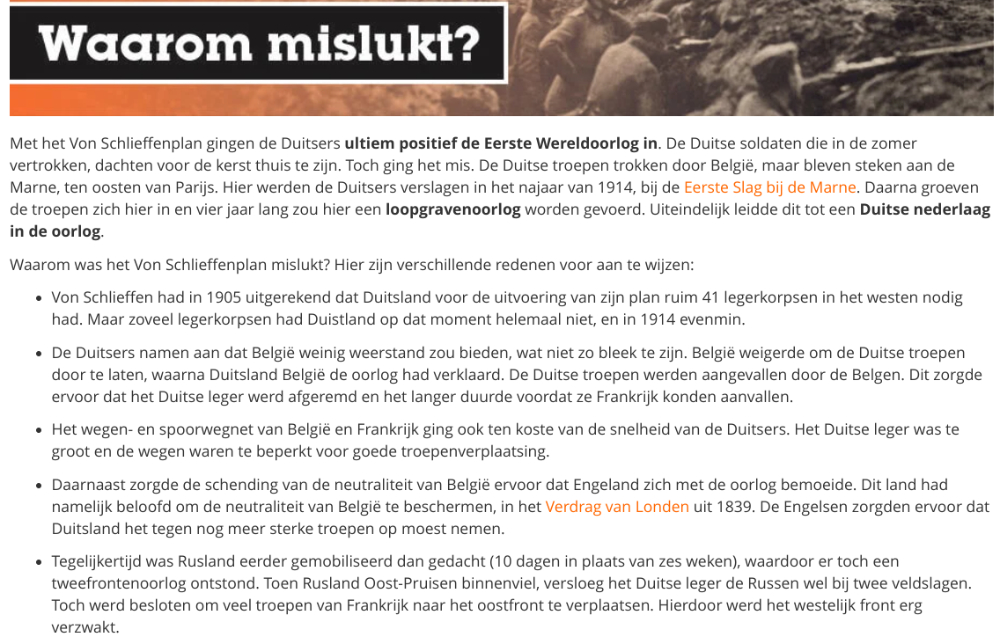 Waarom mislukt?
Met het Von Schlieffenplan gingen de Duitsers ultiem positief de Eerste Wereldoorlog in. De Duitse soldaten die in de zomer
vertrokken, dachten voor de kerst thuis te zijn. Toch ging het mis. De Duitse troepen trokken door België, maar bleven steken aan de
Marne, ten oosten van Parijs. Hier werden de Duitsers verslagen in het najaar van 1914, bij de Eerste Slag bij de Marne. Daarna groeven
de troepen zich hier in en vier jaar lang zou hier een loopgravenoorlog worden gevoerd. Uiteindelijk leidde dit tot een Duitse nederlaag
in de oorlog.
Waarom was het Von Schlieffenplan mislukt? Hier zijn verschillende redenen voor aan te wijzen:
• Von Schlieffen had in 1905 uitgerekend dat Duitsland voor de uitvoering van zijn plan ruim 41 legerkorpsen in het westen nodig
had. Maar zoveel legerkorpsen had Duistland op dat moment helemaal niet, en in 1914 evenmin.
• De Duitsers namen aan dat België weinig weerstand zou bieden, wat niet zo bleek te zijn. België weigerde om de Duitse troepen
door te laten, waarna Duitsland België de oorlog had verklaard. De Duitse troepen werden aangevallen door de Belgen. Dit zorgde
ervoor dat het Duitse leger werd afgeremd en het langer duurde voordat ze Frankrijk konden aanvallen.
• Het wegen- en spoorwegnet van België en Frankrijk ging ook ten koste van de snelheid van de Duitsers. Het Duitse leger was te
groot en de wegen waren te beperkt voor goede troepenverplaatsing.
• Daarnaast zorgde de schending van de neutraliteit van België ervoor dat Engeland zich met de oorlog bemoeide. Dit land had
namelijk beloofd om de neutraliteit van België te beschermen, in het Verdrag van Londen uit 1839. De Engelsen zorgden ervoor dat
Duitsland het tegen nog meer sterke troepen op moest nemen.
• Tegelijkertijd was Rusland eerder gemobiliseerd dan gedacht (10 dagen in plaats van zes weken), waardoor er toch een
tweefrontenoorlog ontstond. Toen Rusland Oost-Pruisen binnenviel, versloeg het Duitse leger de Russen wel bij twee veldslagen.
Toch werd besloten om veel troepen van Frankrijk naar het oostfront te verplaatsen. Hierdoor werd het westelijk front erg
verzwakt.